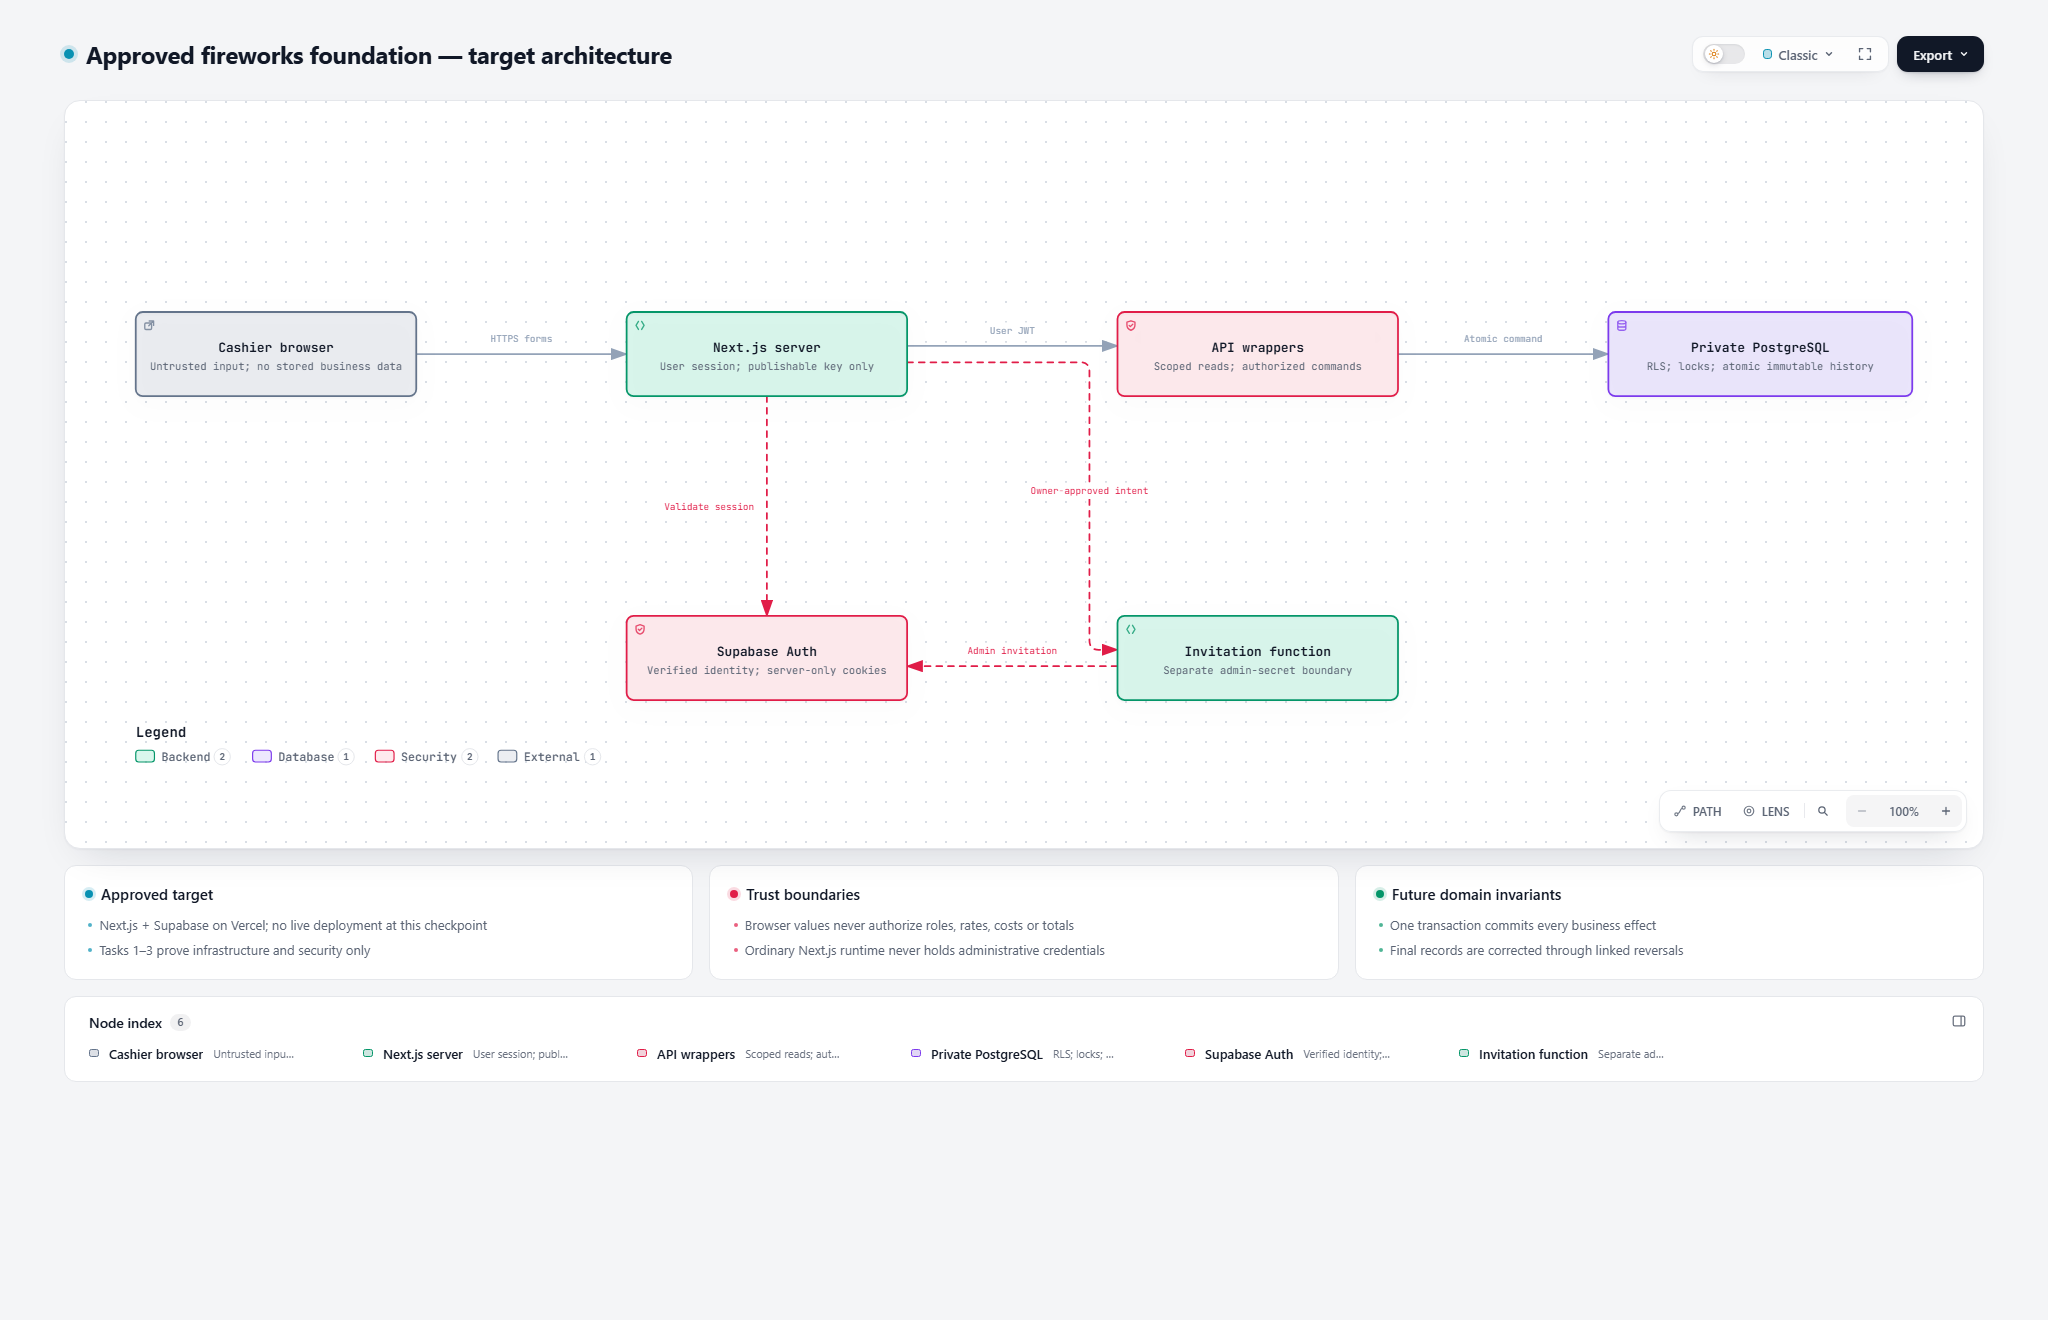 Approved fireworks foundation — target architecture
Classic
Export
Cashier browser
Untrusted input; no stored business data
HTTPS forms
Next.js server
User session; publishable key only
User JWT
API wrappers
Scoped reads; authorized commands
Atomic command
Private PostgreSQL
RLS; locks; atomic immutable history
Owner-approved intent
Validate session
Supabase Auth
Verified identity; server-only cookies
Admin invitation
Invitation function
Separate admin-secret boundary
Legend
Backend 2
Database 1
Security 2
External 1
PATH
LENS
100%
Approved target
Next.js + Supabase on Vercel; no live deployment at this checkpoint
Tasks 1–3 prove infrastructure and security only
Trust boundaries
Browser values never authorize roles, rates, costs or totals
Ordinary Next.js runtime never holds administrative credentials
Future domain invariants
One transaction commits every business effect
Final records are corrected through linked reversals
Node index 6
Cashier browser Untrusted inpu...
Next.js server User session; publ...
API wrappers Scoped reads; aut...
Private PostgreSQL RLS; locks; ...
Supabase Auth Verified identity;...
Invitation function Separate ad...